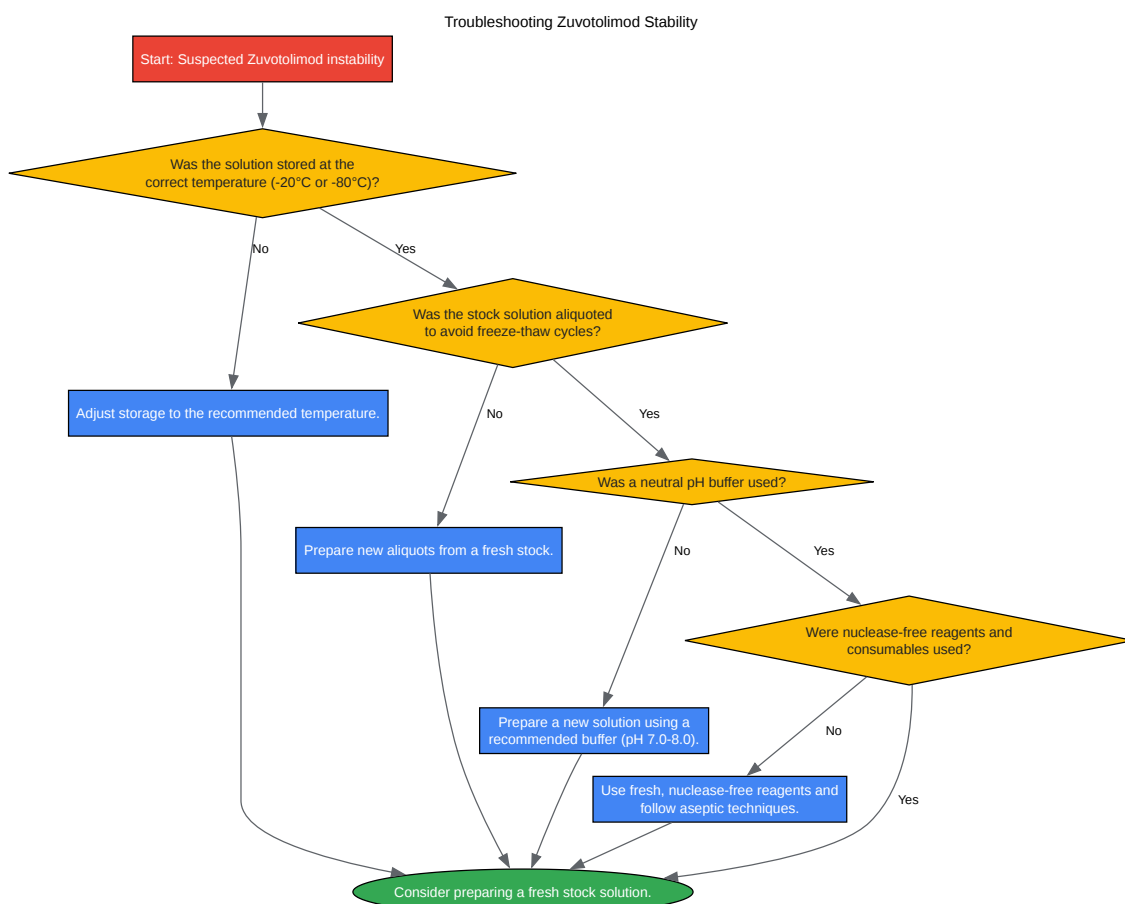 Troubleshooting Zuvotolimod Stability
Start: Suspected Zuvotolimod instability
Was the solution stored at the
correct temperature (-20°C or -80°C)?
No
Yes
Was the stock solution aliquoted
to avoid freeze-thaw cycles?
Adjust storage to the recommended temperature.
No
Yes
Was a neutral pH buffer used?
Prepare new aliquots from a fresh stock.
No
Yes
Were nuclease-free reagents and
consumables used?
Prepare a new solution using a
recommended buffer (pH 7.0-8.0).
No
Use fresh, nuclease-free reagents and
follow aseptic techniques.
Yes
Consider preparing a fresh stock solution.